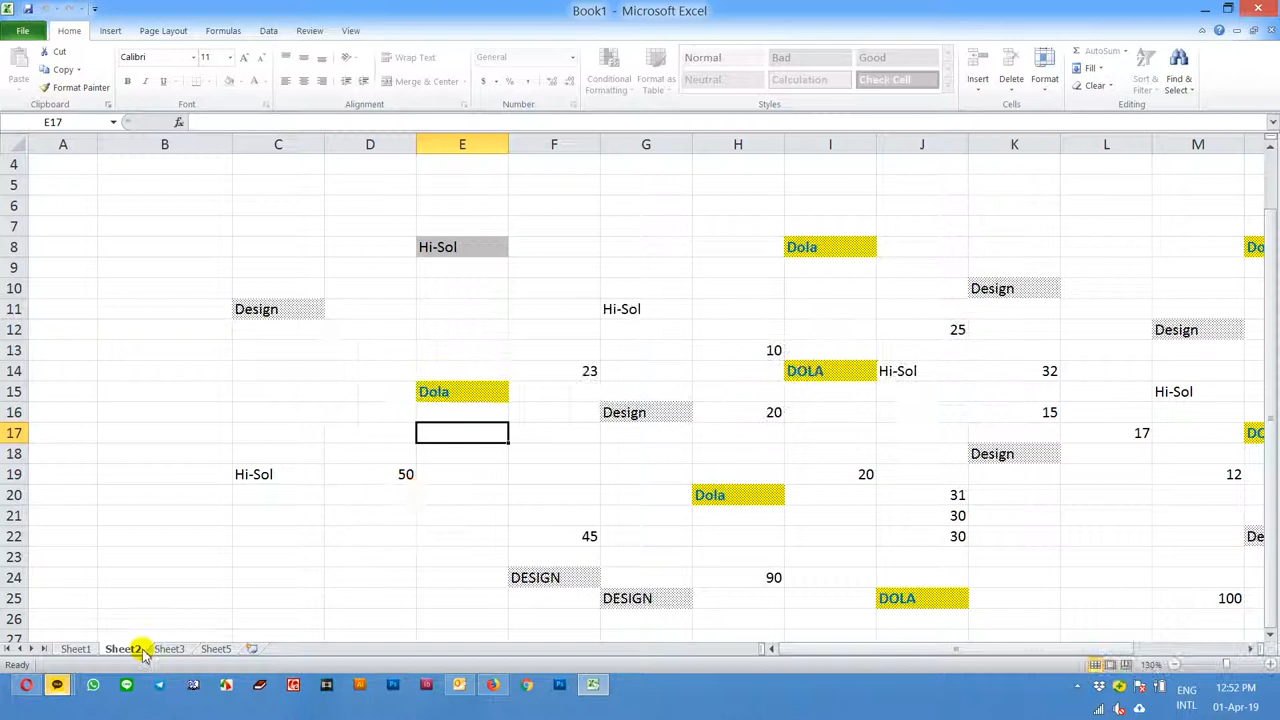 Book1 - Microsoft Excel
File Home Insert Page Layout Formulas Data Review View
Cut
Copy
Format Painter
Paste
Clipboard
Calibri 11
Font
Wrap Text
Merge & Center
Alignment
General
Number
Conditional Formatting
Format as Table
Normal Bad Good
Neutral Calculation Check Cell
Styles
Insert Delete Format
Cells
AutoSum
Fill
Clear
Sort & Filter
Find & Select
Editing
E17 fx
A B C D E F G H I J K L M
4
5
6
7
8 Hi-Sol Dola Do
9
10 Design
11 Design Hi-Sol
12 25 Design
13 10
14 23 DOLA Hi-Sol 32
15 Dola Hi-Sol
16 Design 20 15
17 17 DO
18 Design
19 Hi-Sol 50 20 12
20 Dola 31
21 30
22 45 30 De
23
24 DESIGN 90
25 DESIGN DOLA 100
26
27
Sheet1 Sheet2 Sheet3 Sheet5
Ready 130%
ENG 12:52 PM
INTL 01-Apr-19